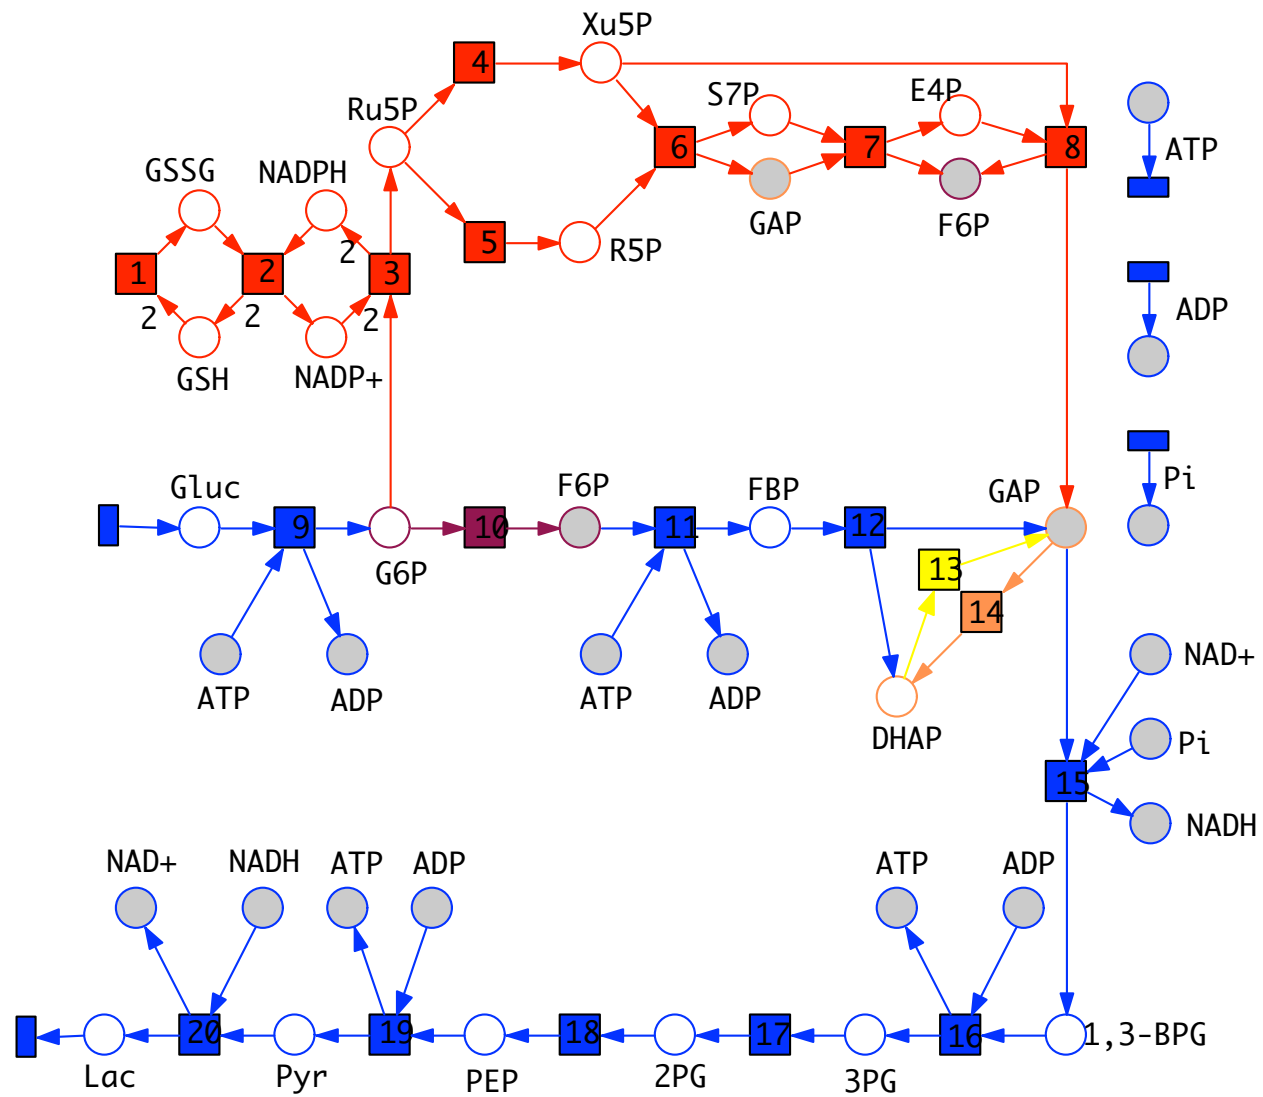 Xu5P
4
S7P
E4P
Ru5P
ATP
6
7
8
GSSG
NADPH
GAP
F6P
5
R5P
2
1
2
3
2
2
2
ADP
GSH
NADP+
Pi
Gluc
F6P
FBP
GAP
9
10
11
12
G6P
13
14
NAD+
ATP
ADP
ATP
ADP
DHAP
Pi
15
NADH
NAD+
NADH
ATP
ADP
ATP
ADP
20
19
18
17
16
1,3-BPG
Lac
Pyr
PEP
2PG
3PG